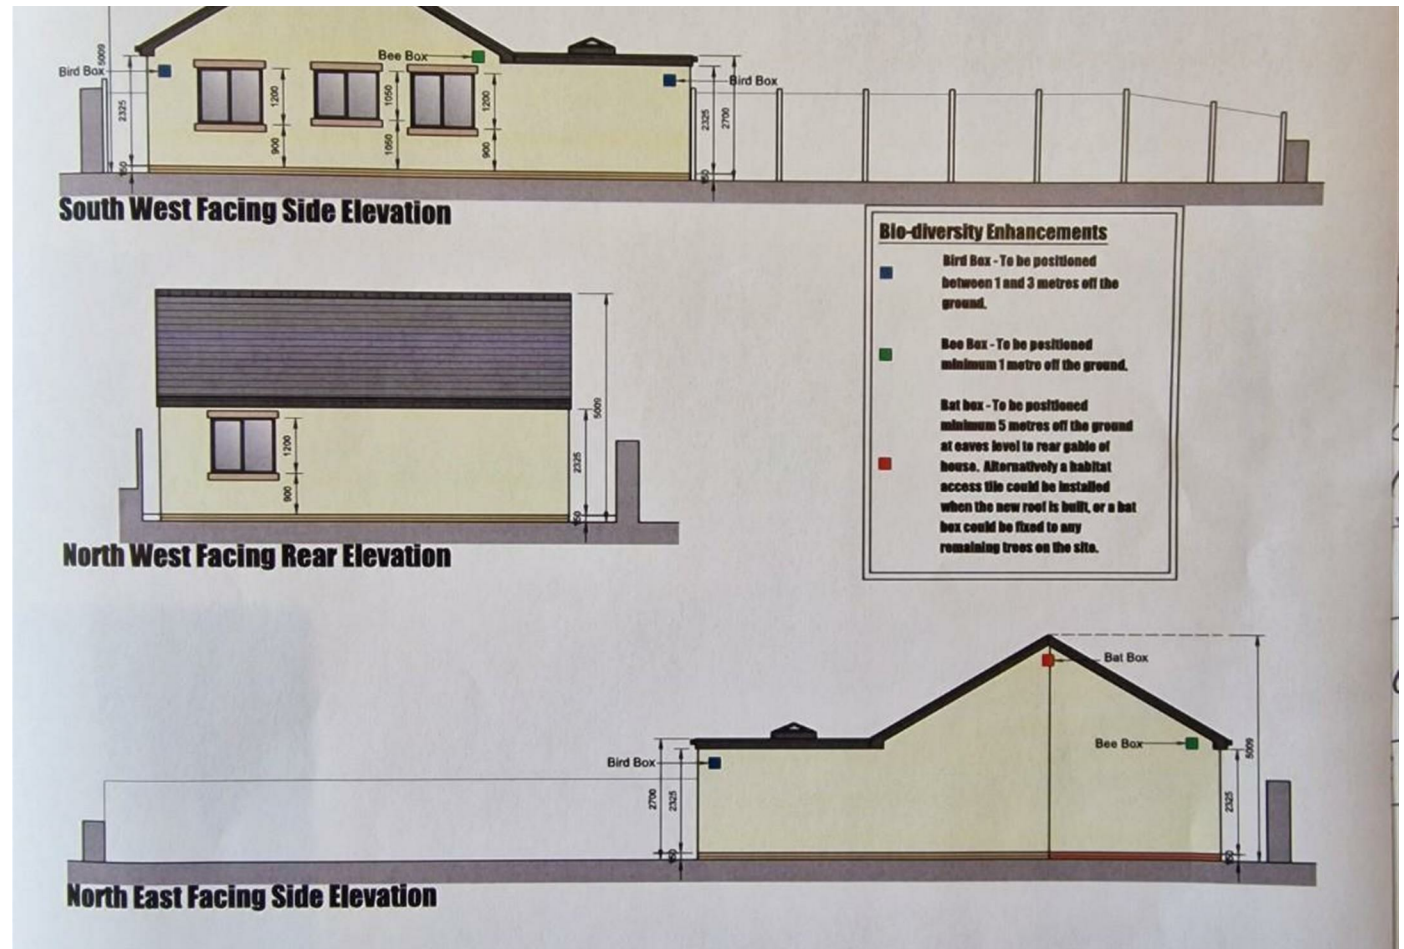 5009
Bird Box
Bee Box
Bird Box
2325
150
1200
900
1050
1050
1200
900
2325
2700
150
South West Facing Side Elevation
Bio-diversity Enhancements
Bird Box - To be positioned
between 1 and 3 metres off the
ground.
Bee Box - To be positioned
minimum 1 metre off the ground.
Bat box - To be positioned
minimum 5 metres off the ground
at eaves level to rear gable of
house. Alternatively a habitat
access tile could be installed
when the new roof is built, or a bat
box could be fixed to any
remaining trees on the site.
1200
900
2325
5009
150
North West Facing Rear Elevation
Bat Box
Bee Box
Bird Box
2700
2325
150
5009
2325
150
North East Facing Side Elevation